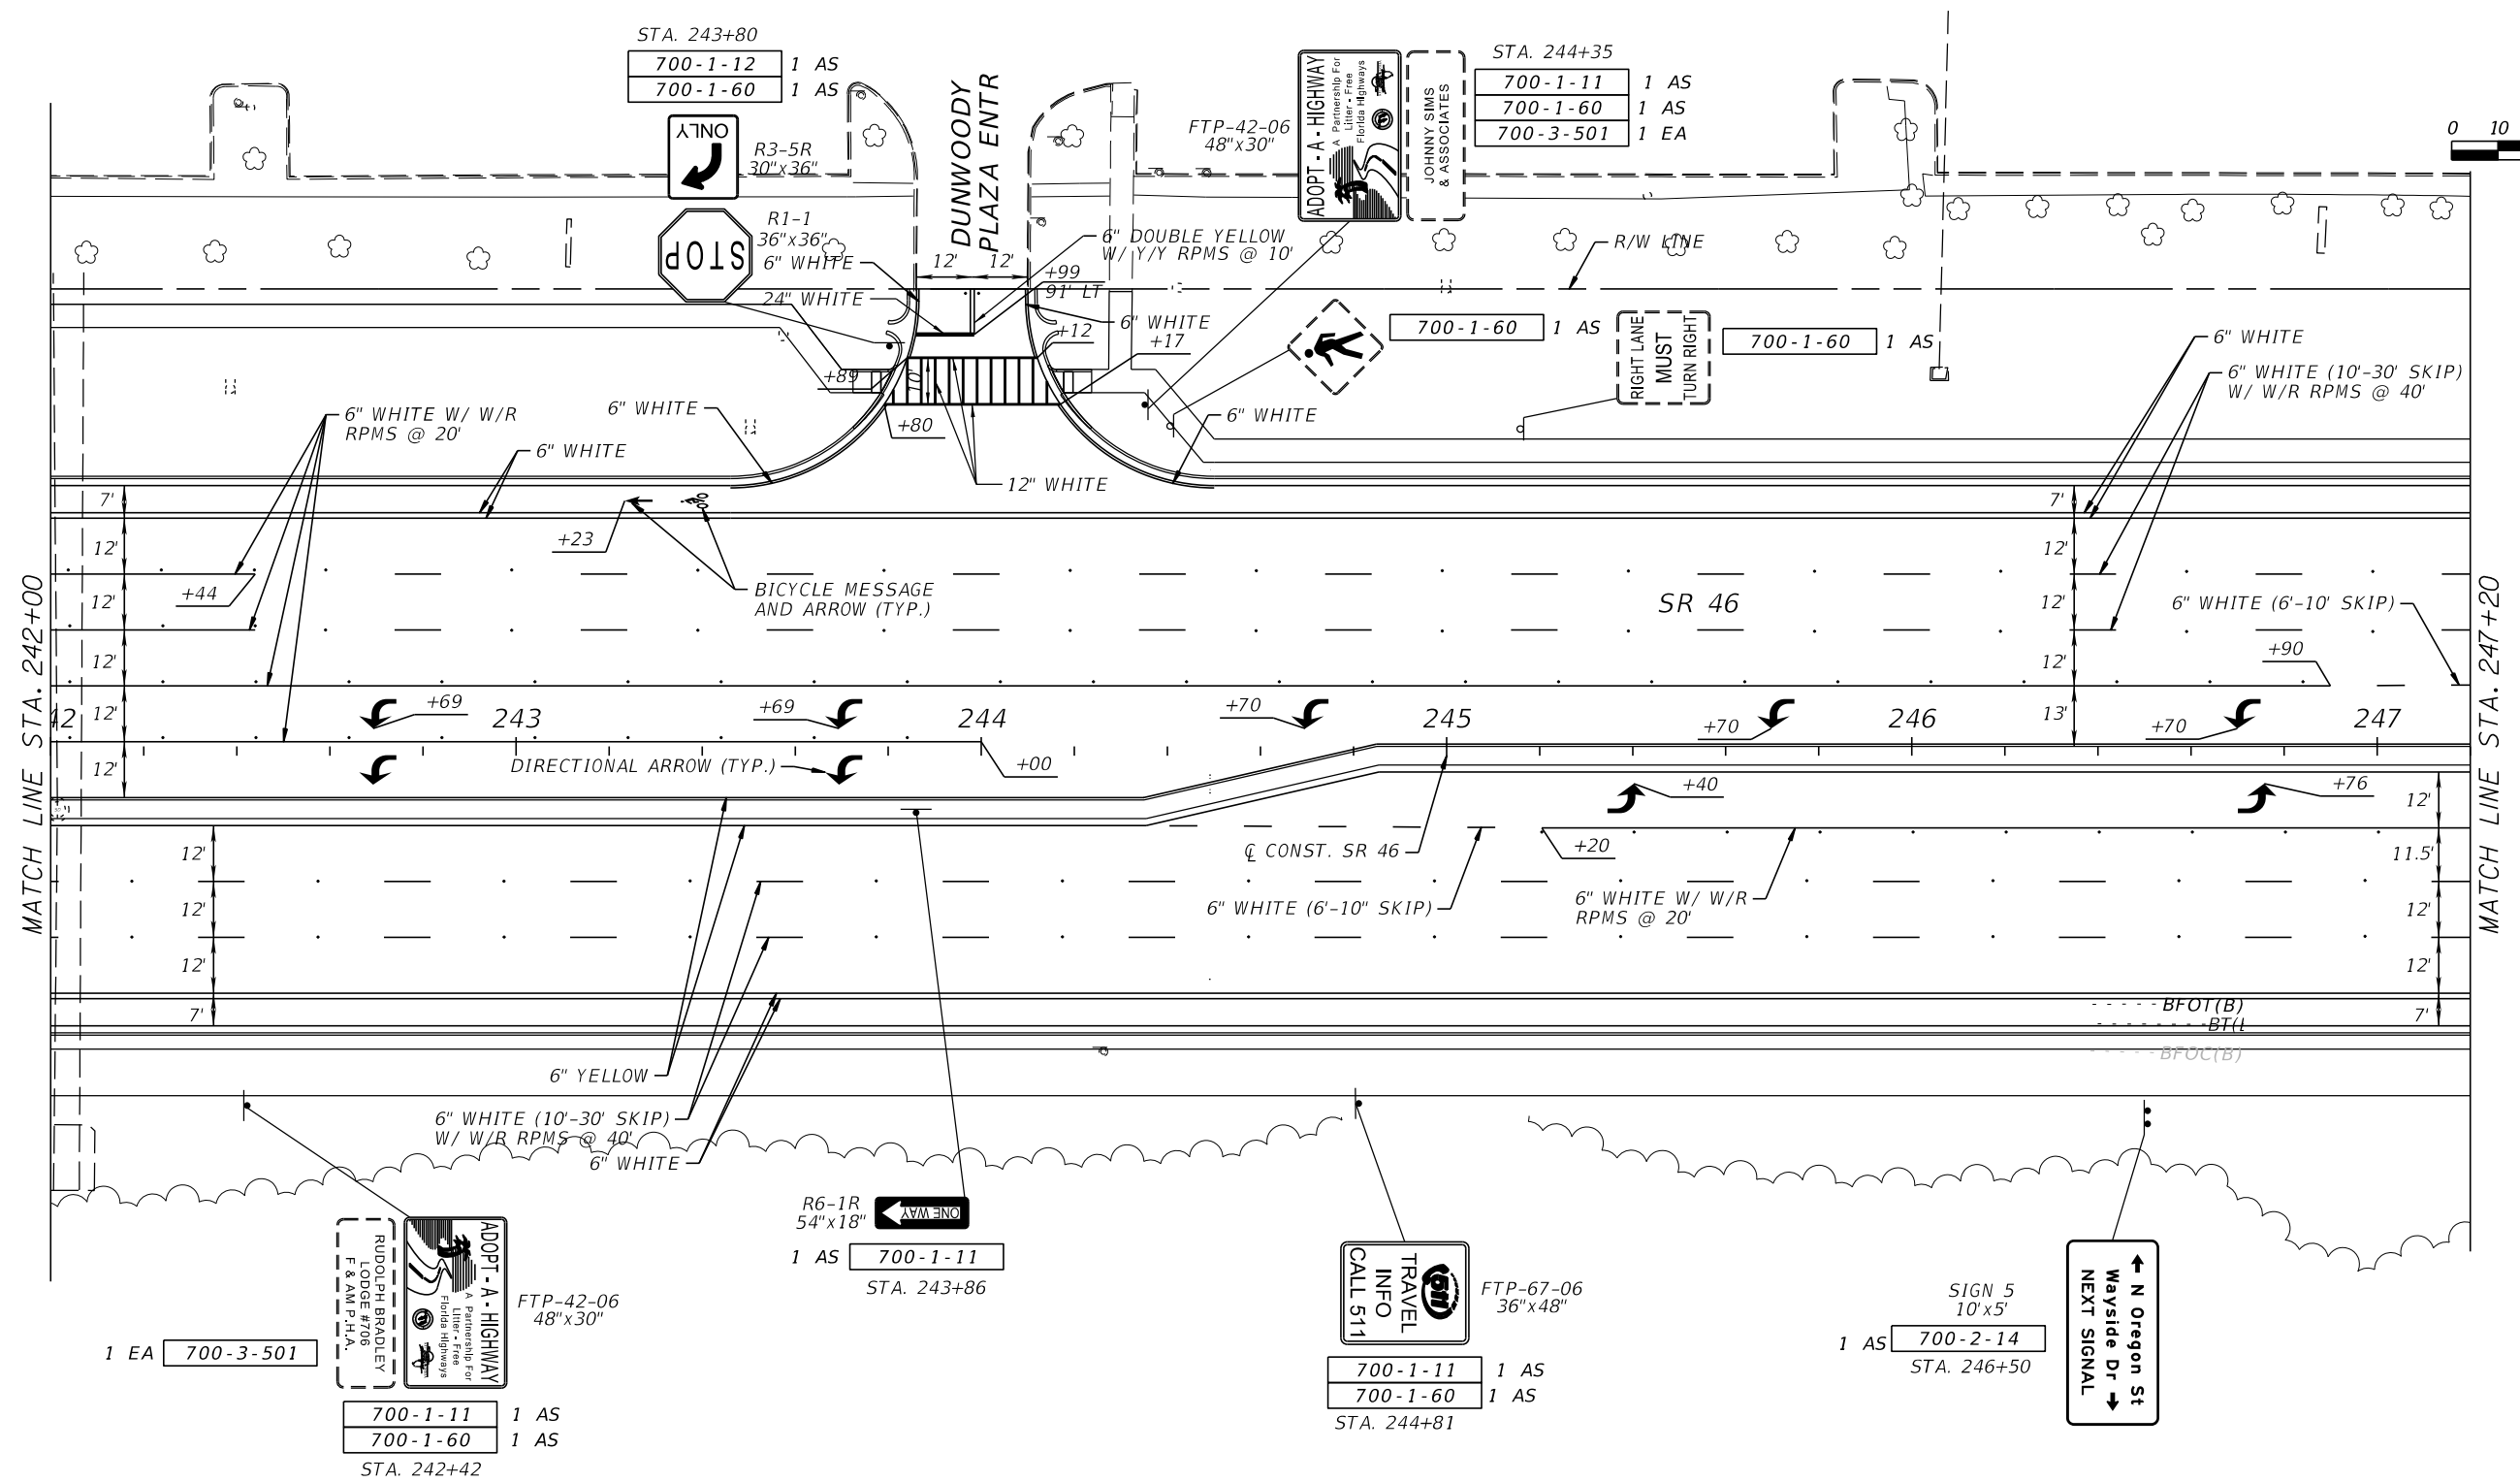 STA. 243+80
700-1-12 1 AS
700-1-60 1 AS
ONLY
R3-5R
30"x36"
STOP
R1-1
36"x36"
DUNWOODY
PLAZA ENTR
FTP-42-06
48"x30"
ADOPT-A-HIGHWAY
A Partnership For
Litter-Free
Florida Highways
JOHNNY SIMS
& ASSOCIATES
STA. 244+35
700-1-11 1 AS
700-1-60 1 AS
700-3-501 1 EA
0 10
6" WHITE
24" WHITE
12' 12'
6" DOUBLE YELLOW
W/ Y/Y RPMS @ 10'
+99
91' LT
6" WHITE
+12
+17
+89
10'
+80
R/W LINE
700-1-60 1 AS
RIGHT LANE
MUST
TURN RIGHT
700-1-60 1 AS
6" WHITE
6" WHITE (10'-30' SKIP)
W/ W/R RPMS @ 40'
6" WHITE W/ W/R
RPMS @ 20'
6" WHITE
6" WHITE
6" WHITE
12" WHITE
7'
7'
+23
12'
12'
BICYCLE MESSAGE
AND ARROW (TYP.)
+44
12'
12'
SR 46
6" WHITE (6'-10' SKIP)
12'
12'
+90
MATCH LINE STA. 242+00
MATCH LINE STA. 247+20
12'
13'
42
+69
243
+69
244
+70
245
+70
246
+70
247
12'
DIRECTIONAL ARROW (TYP.)
+00
+40
+76
12'
12'
℄ CONST. SR 46
+20
11.5'
12'
6" WHITE (6'-10" SKIP)
6" WHITE W/ W/R
RPMS @ 20'
12'
12'
12'
7'
BFOT(B)
BT(
7'
BFOC(B)
6" YELLOW
6" WHITE (10'-30' SKIP)
W/ W/R RPMS @ 40'
6" WHITE
R6-1R
54"x18"
ONE WAY
1 AS 700-1-11
STA. 243+86
RUDOLPH BRADLEY
LODGE #706
F & AM P.H.A.
ADOPT-A-HIGHWAY
A Partnership For
Litter-Free
Florida Highways
FTP-42-06
48"x30"
1 EA 700-3-501
700-1-11 1 AS
700-1-60 1 AS
STA. 242+42
511
TRAVEL
INFO
CALL 511
FTP-67-06
36"x48"
700-1-11 1 AS
700-1-60 1 AS
STA. 244+81
SIGN 5
10'x5'
1 AS 700-2-14
STA. 246+50
← N Oregon St
Wayside Dr →
NEXT SIGNAL